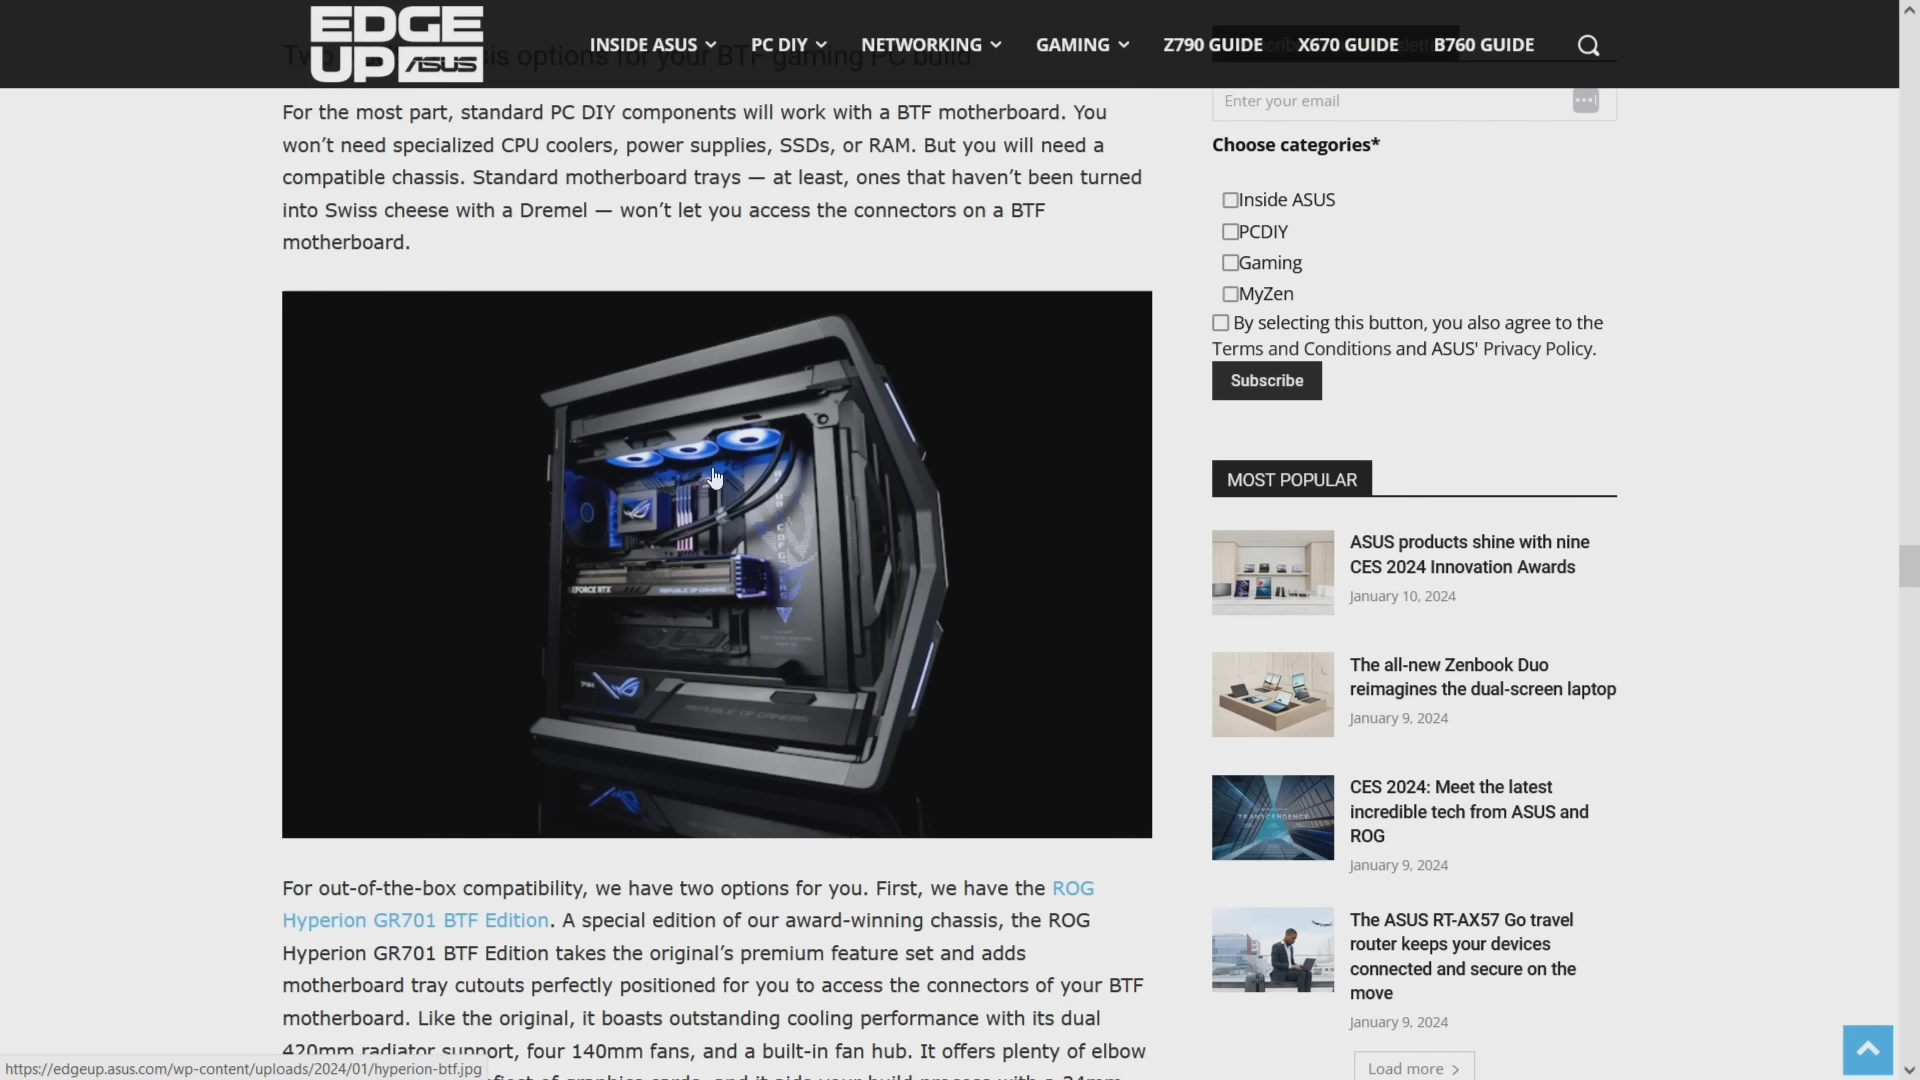 EDGE
UP ASUS
INSIDE ASUS
PC DIY
NETWORKING
GAMING
Z790 GUIDE
X670 GUIDE
B760 GUIDE
For the most part, standard PC DIY components will work with a BTF motherboard. You
won’t need specialized CPU coolers, power supplies, SSDs, or RAM. But you will need a
compatible chassis. Standard motherboard trays — at least, ones that haven’t been turned
into Swiss cheese with a Dremel — won’t let you access the connectors on a BTF
motherboard.
GEFORCE RTX
REPUBLIC OF GAMERS
REPUBLIC OF GAMERS
For out-of-the-box compatibility, we have two options for you. First, we have the ROG
Hyperion GR701 BTF Edition. A special edition of our award-winning chassis, the ROG
Hyperion GR701 BTF Edition takes the original’s premium feature set and adds
motherboard tray cutouts perfectly positioned for you to access the connectors of your BTF
motherboard. Like the original, it boasts outstanding cooling performance with its dual
420mm radiator support, four 140mm fans, and a built-in fan hub. It offers plenty of elbow
https://edgeup.asus.com/wp-content/uploads/2024/01/hyperion-btf.jpg
Enter your email
Choose categories*
Inside ASUS
PCDIY
Gaming
MyZen
By selecting this button, you also agree to the
Terms and Conditions and ASUS' Privacy Policy.
Subscribe
MOST POPULAR
ASUS products shine with nine
CES 2024 Innovation Awards
January 10, 2024
The all-new Zenbook Duo
reimagines the dual-screen laptop
January 9, 2024
TRANSCENDENCE
CES 2024: Meet the latest
incredible tech from ASUS and
ROG
January 9, 2024
The ASUS RT-AX57 Go travel
router keeps your devices
connected and secure on the
move
January 9, 2024
Load more